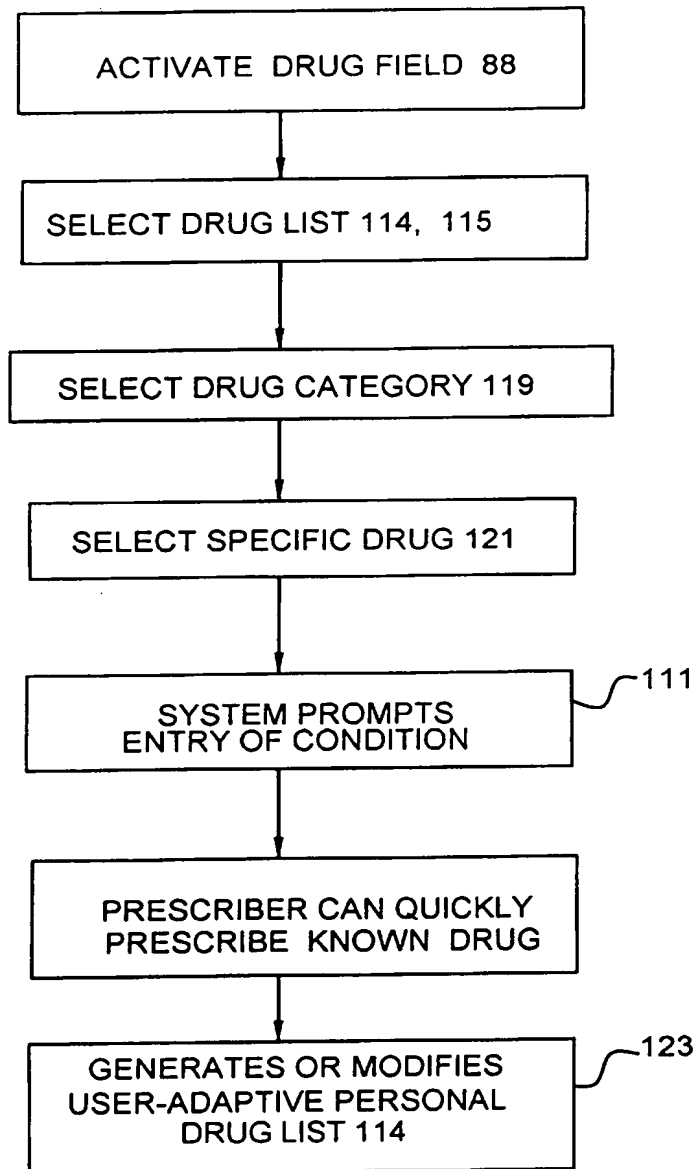 ACTIVATE DRUG FIELD 88
SELECT DRUG LIST 114, 115
SELECT DRUG CATEGORY 119
SELECT SPECIFIC DRUG 121
SYSTEM PROMPTS
ENTRY OF CONDITION
111
PRESCRIBER CAN QUICKLY
PRESCRIBE KNOWN DRUG
GENERATES OR MODIFIES
USER-ADAPTIVE PERSONAL
DRUG LIST 114
123